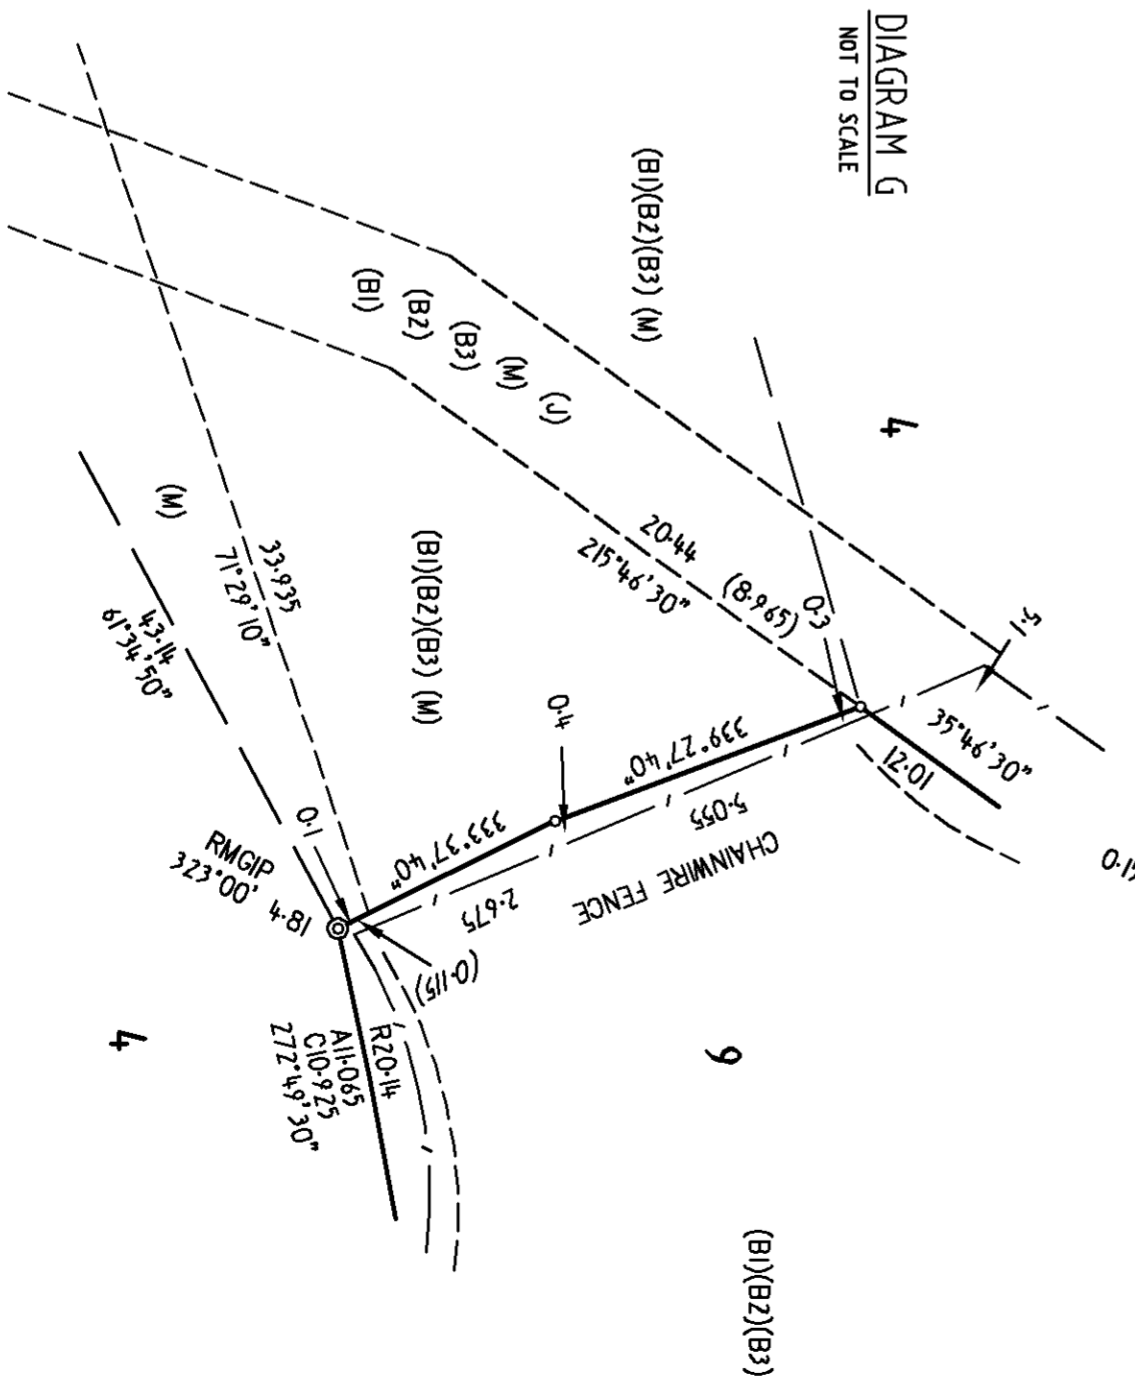 DIAGRAM G
NOT TO SCALE
(B1)(B2)(B3) (M)
4
(B1)
(B2)
(B3)
(M)
(J)
20·44
(8·965)
215°46'30"
0·3
5·1
35°46'30"
12·01
(M)
33·935
71°29'10"
43·14
61°34'50"
(B1)(B2)(B3) (M)
0·4
339°27'40"
5·055
CHAINWIRE FENCE
333°37'40"
2·675
0·1
(0·115)
RMGIP
323°00' 4·81
R20·14
A11·065
C10·925
272°49'30"
4
6
(B1)(B2)(B3)